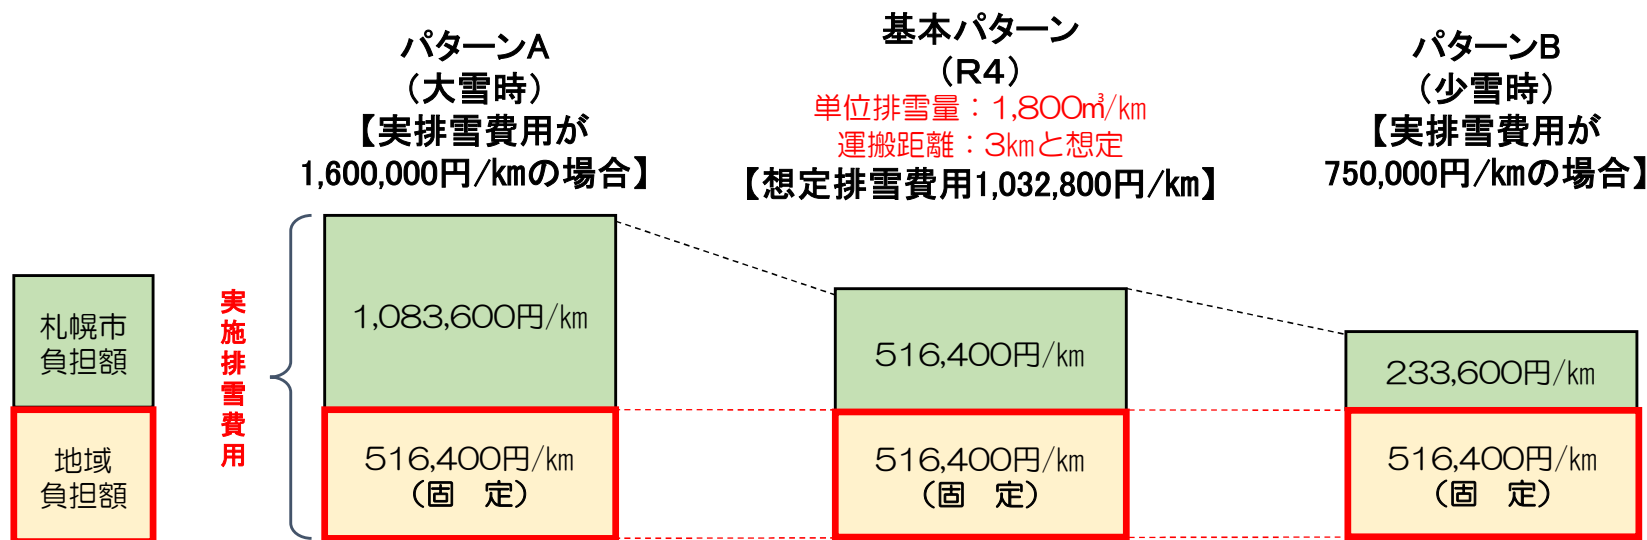 パターンA
（大雪時）
【実排雪費用が
1,600,000円/kmの場合】
基本パターン
（R４）
単位排雪量：1,800㎥/km
運搬距離：3kmと想定
【想定排雪費用1,032,800円/km】
パターンB
（少雪時）
【実排雪費用が
750,000円/kmの場合】
札幌市
負担額
地域
負担額
実施排雪費用
1,083,600円/km
516,400円/km
（固　定）
516,400円/km
516,400円/km
（固　定）
233,600円/km
516,400円/km
（固　定）